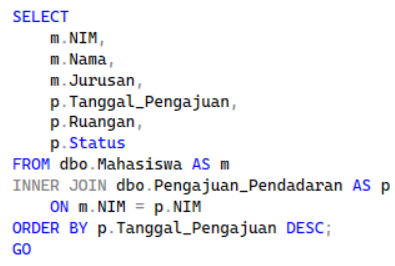 SELECT
    m.NIM,
    m.Nama,
    m.Jurusan,
    p.Tanggal_Pengajuan,
    p.Ruangan,
    p.Status
FROM dbo.Mahasiswa AS m
INNER JOIN dbo.Pengajuan_Pendadaran AS p
    ON m.NIM = p.NIM
ORDER BY p.Tanggal_Pengajuan DESC;
GO